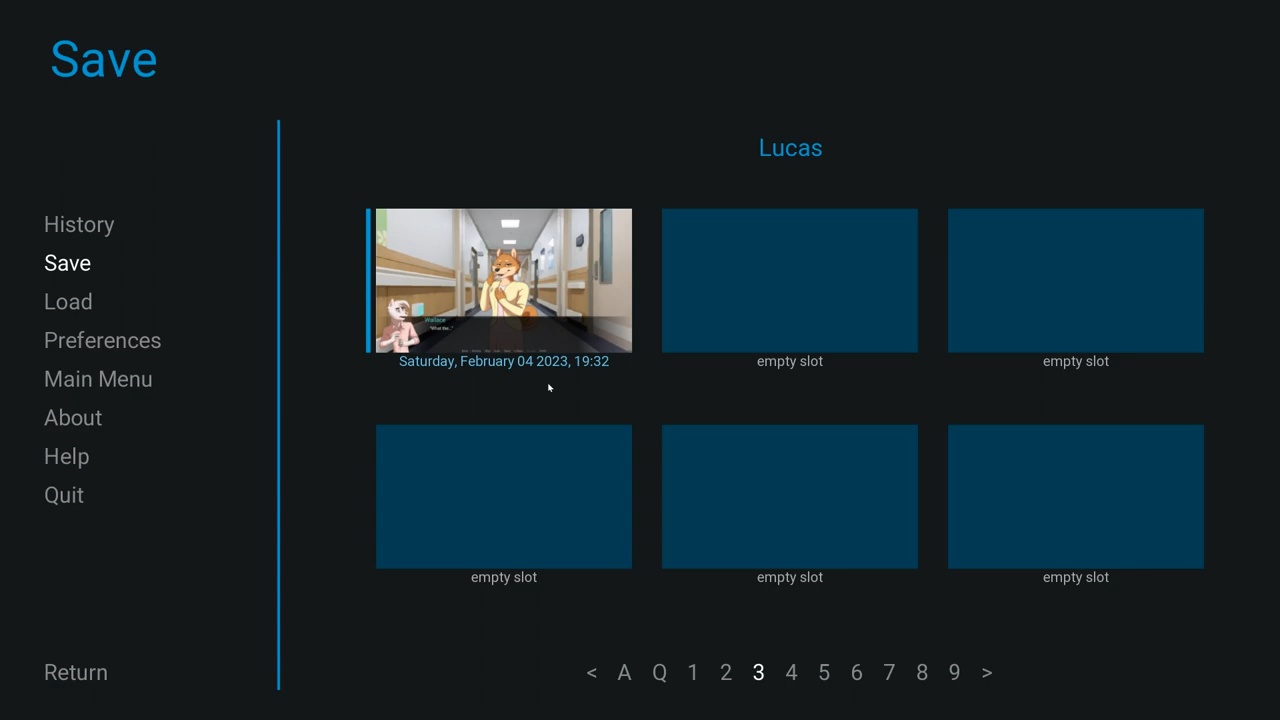 Save
Lucas
History
Save
Load
Preferences
Main Menu
About
Help
Quit
Return
Wallace
Saturday, February 04 2023, 19:32
empty slot
empty slot
empty slot
empty slot
empty slot
< A Q 1 2 3 4 5 6 7 8 9 >